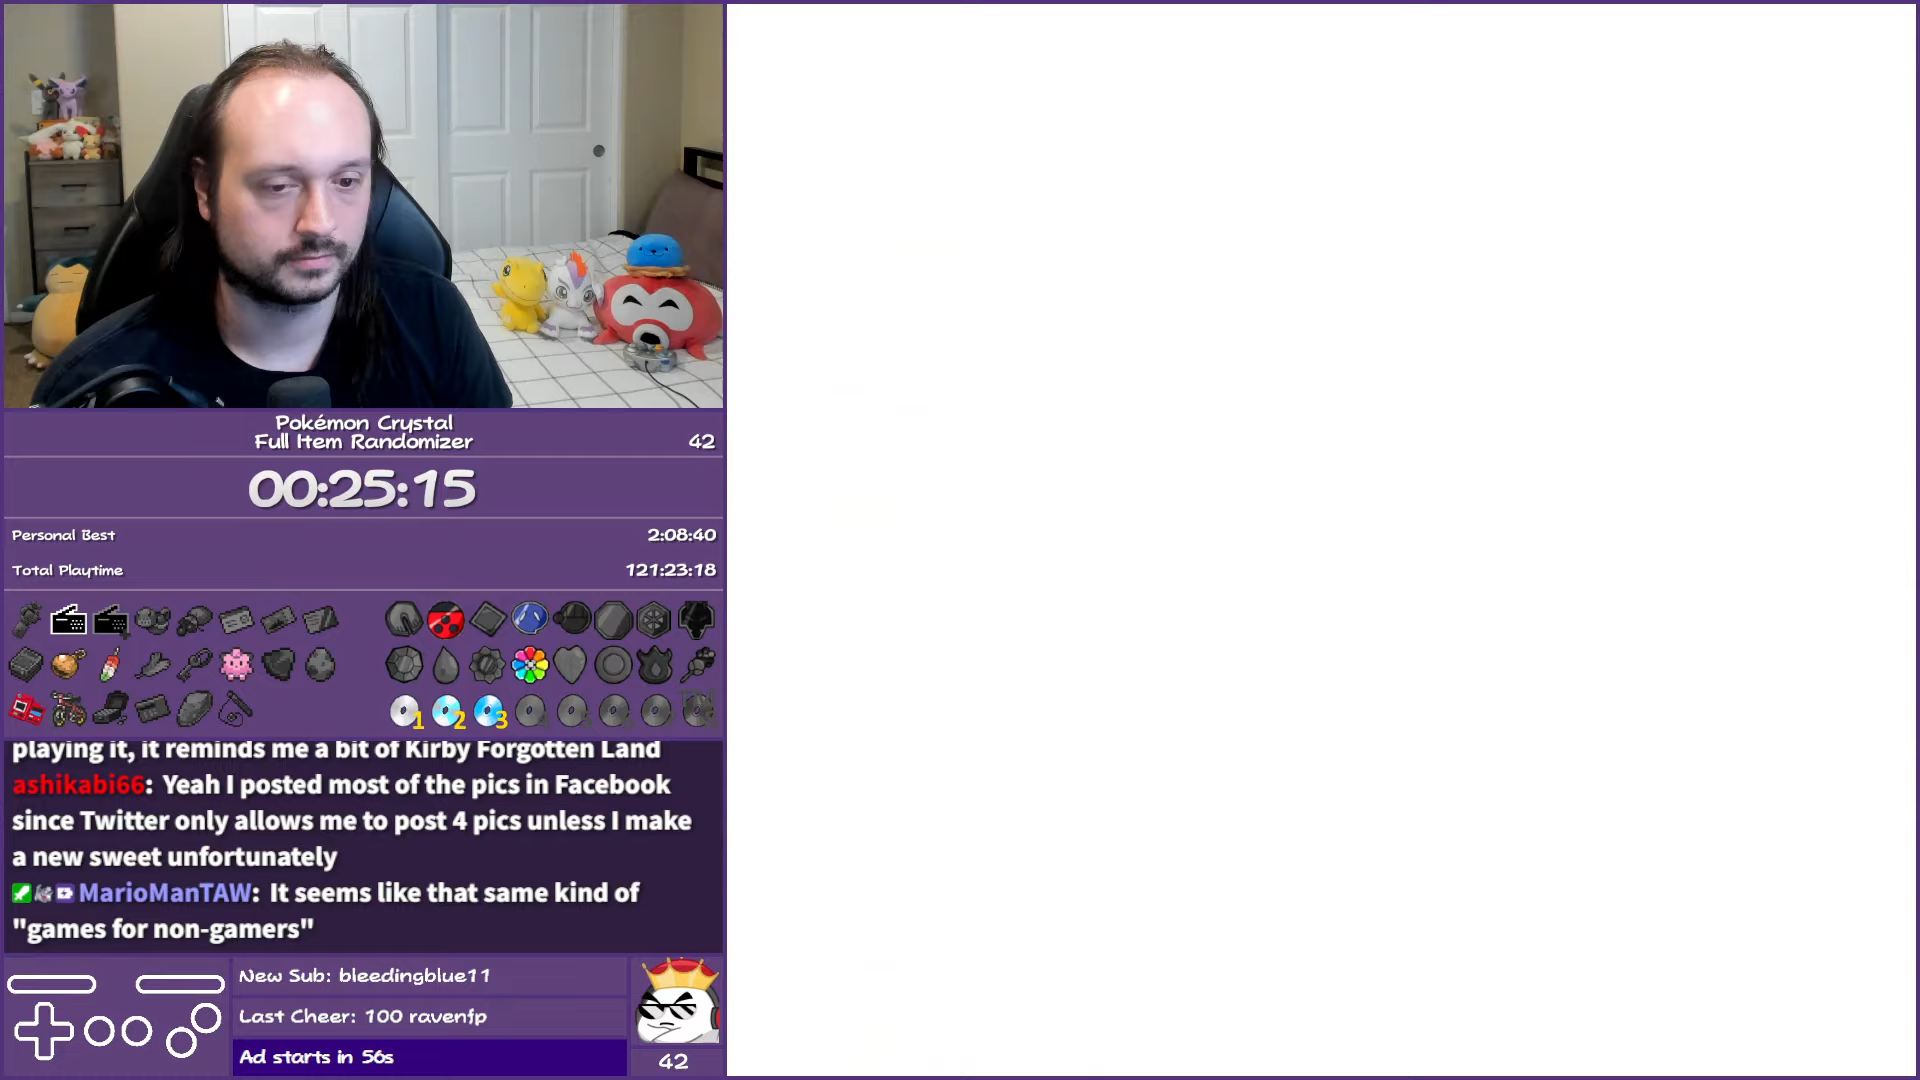 Pokémon Crystal
Full Item Randomizer
42
00:25:15
Personal Best
2:08:40
Total Playtime
121:23:18
1
2
3
playing it, it reminds me a bit of Kirby Forgotten Land
ashikabi66: Yeah I posted most of the pics in Facebook
since Twitter only allows me to post 4 pics unless I make
a new sweet unfortunately
MarioManTAW: It seems like that same kind of
"games for non-gamers"
New Sub: bleedingblue11
Last Cheer: 100 ravenfp
Ad starts in 56s
42